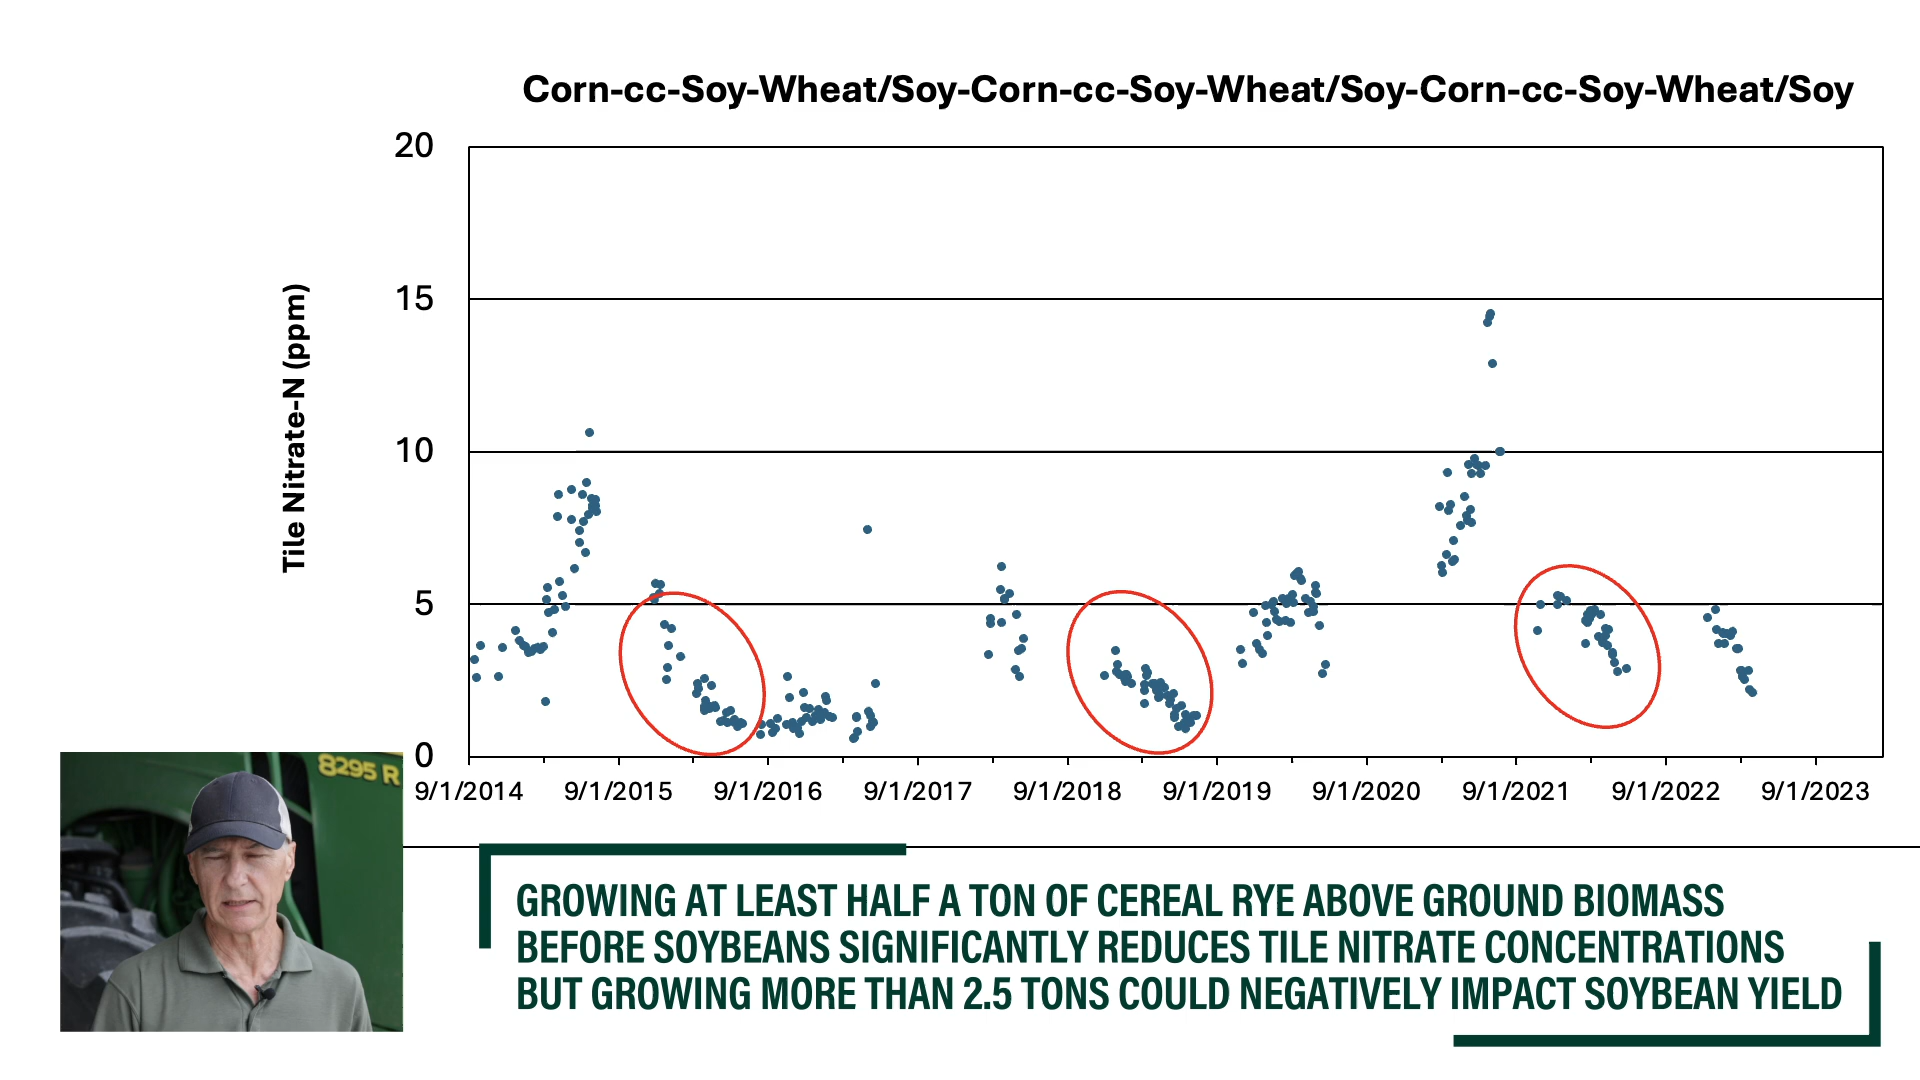 Corn-cc-Soy-Wheat/Soy-Corn-cc-Soy-Wheat/Soy-Corn-cc-Soy-Wheat/Soy
20
15
10
5
0
Tile Nitrate-N (ppm)
9/1/2014 9/1/2015 9/1/2016 9/1/2017 9/1/2018 9/1/2019 9/1/2020 9/1/2021 9/1/2022 9/1/2023
8295 R
GROWING AT LEAST HALF A TON OF CEREAL RYE ABOVE GROUND BIOMASS
BEFORE SOYBEANS SIGNIFICANTLY REDUCES TILE NITRATE CONCENTRATIONS
BUT GROWING MORE THAN 2.5 TONS COULD NEGATIVELY IMPACT SOYBEAN YIELD